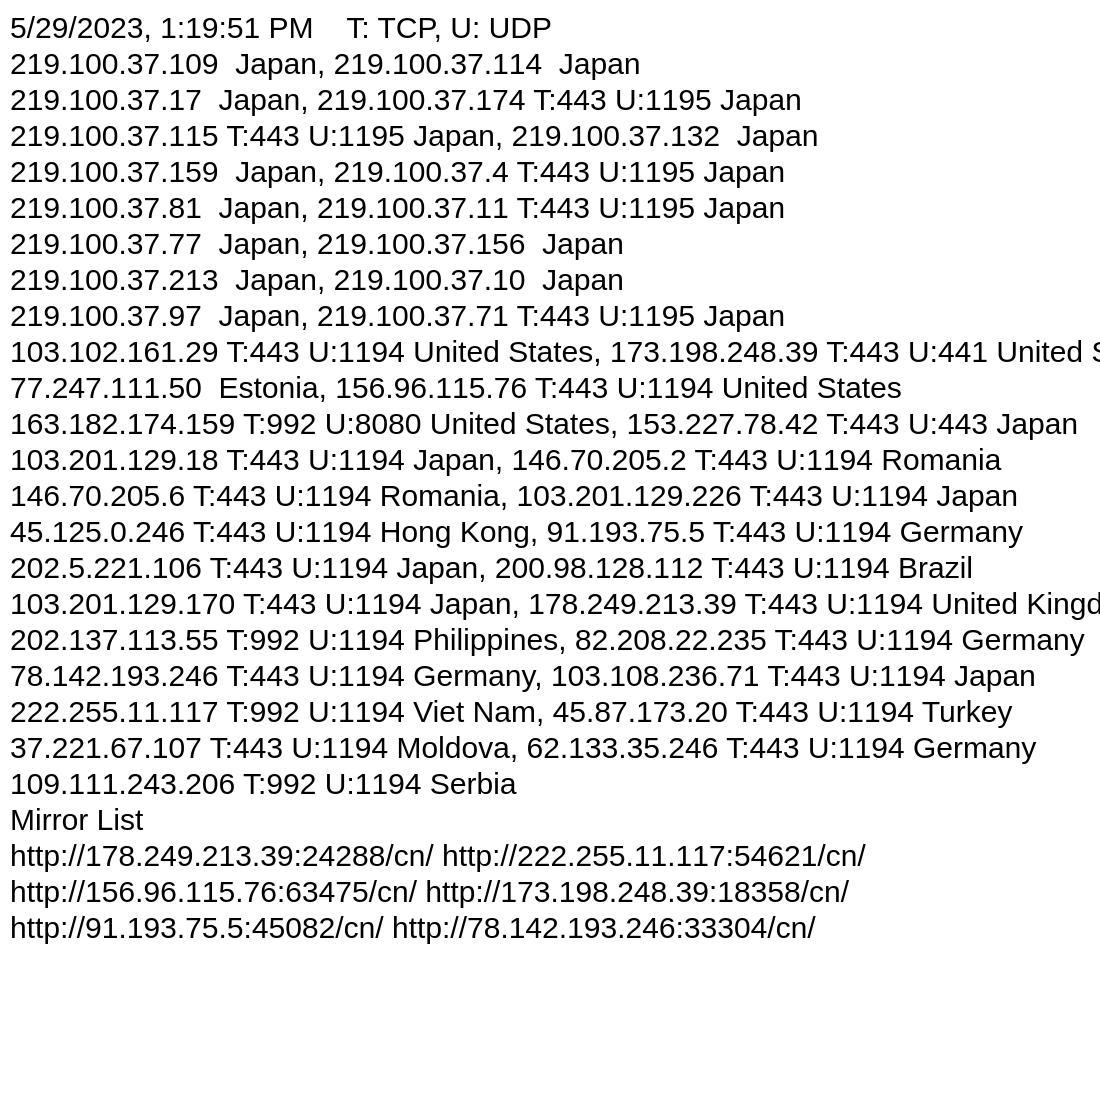 5/29/2023, 1:19:51 PM    T: TCP, U: UDP
219.100.37.109  Japan, 219.100.37.114  Japan
219.100.37.17  Japan, 219.100.37.174 T:443 U:1195 Japan
219.100.37.115 T:443 U:1195 Japan, 219.100.37.132  Japan
219.100.37.159  Japan, 219.100.37.4 T:443 U:1195 Japan
219.100.37.81  Japan, 219.100.37.11 T:443 U:1195 Japan
219.100.37.77  Japan, 219.100.37.156  Japan
219.100.37.213  Japan, 219.100.37.10  Japan
219.100.37.97  Japan, 219.100.37.71 T:443 U:1195 Japan
103.102.161.29 T:443 U:1194 United States, 173.198.248.39 T:443 U:441 United S
77.247.111.50  Estonia, 156.96.115.76 T:443 U:1194 United States
163.182.174.159 T:992 U:8080 United States, 153.227.78.42 T:443 U:443 Japan
103.201.129.18 T:443 U:1194 Japan, 146.70.205.2 T:443 U:1194 Romania
146.70.205.6 T:443 U:1194 Romania, 103.201.129.226 T:443 U:1194 Japan
45.125.0.246 T:443 U:1194 Hong Kong, 91.193.75.5 T:443 U:1194 Germany
202.5.221.106 T:443 U:1194 Japan, 200.98.128.112 T:443 U:1194 Brazil
103.201.129.170 T:443 U:1194 Japan, 178.249.213.39 T:443 U:1194 United Kingd
202.137.113.55 T:992 U:1194 Philippines, 82.208.22.235 T:443 U:1194 Germany
78.142.193.246 T:443 U:1194 Germany, 103.108.236.71 T:443 U:1194 Japan
222.255.11.117 T:992 U:1194 Viet Nam, 45.87.173.20 T:443 U:1194 Turkey
37.221.67.107 T:443 U:1194 Moldova, 62.133.35.246 T:443 U:1194 Germany
109.111.243.206 T:992 U:1194 Serbia
Mirror List
http://178.249.213.39:24288/cn/ http://222.255.11.117:54621/cn/
http://156.96.115.76:63475/cn/ http://173.198.248.39:18358/cn/
http://91.193.75.5:45082/cn/ http://78.142.193.246:33304/cn/